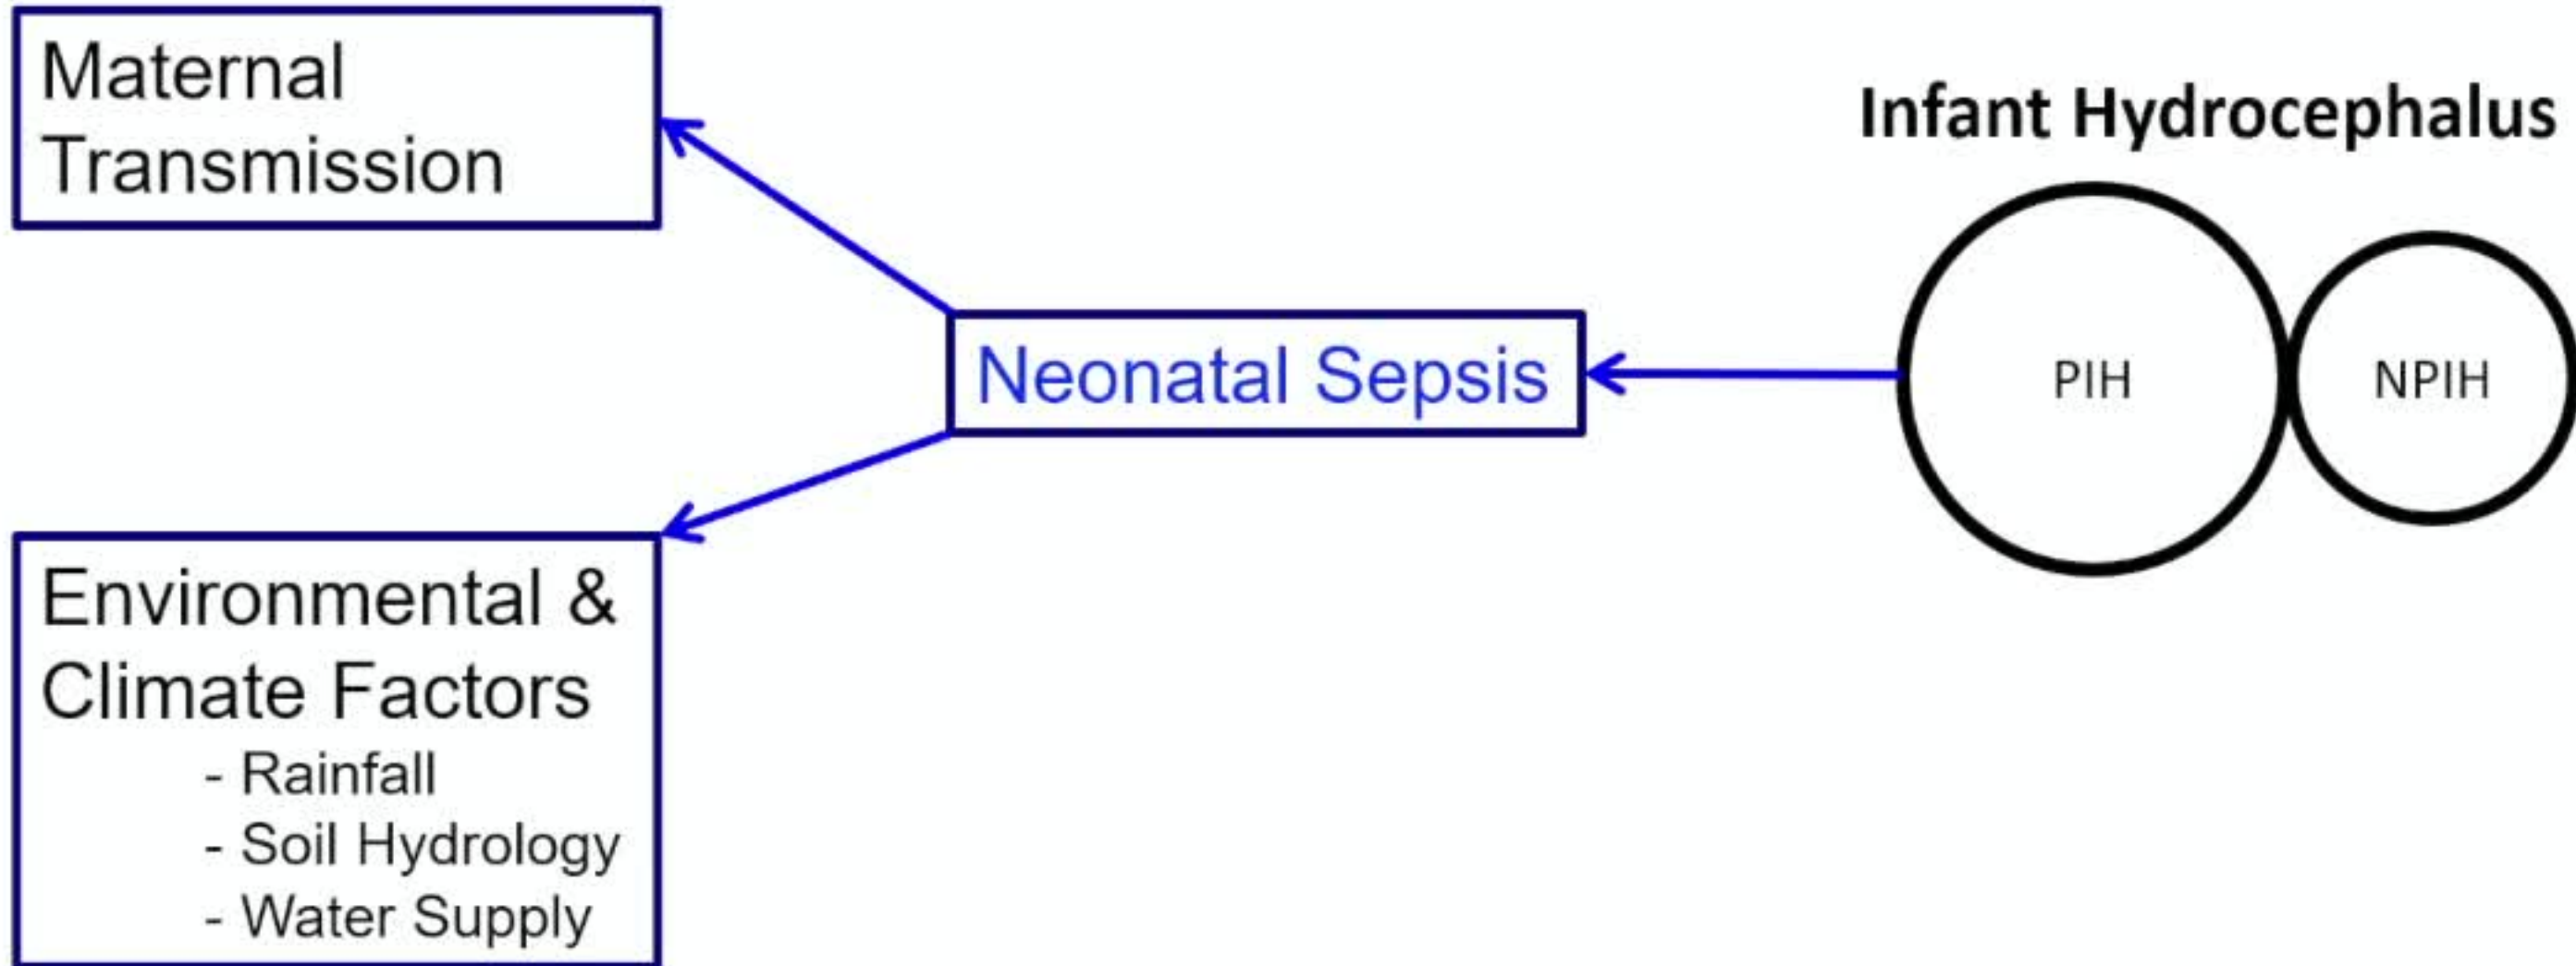 Maternal
Transmission
Infant Hydrocephalus
Neonatal Sepsis
PIH
NPIH
Environmental &
Climate Factors
- Rainfall
- Soil Hydrology
- Water Supply